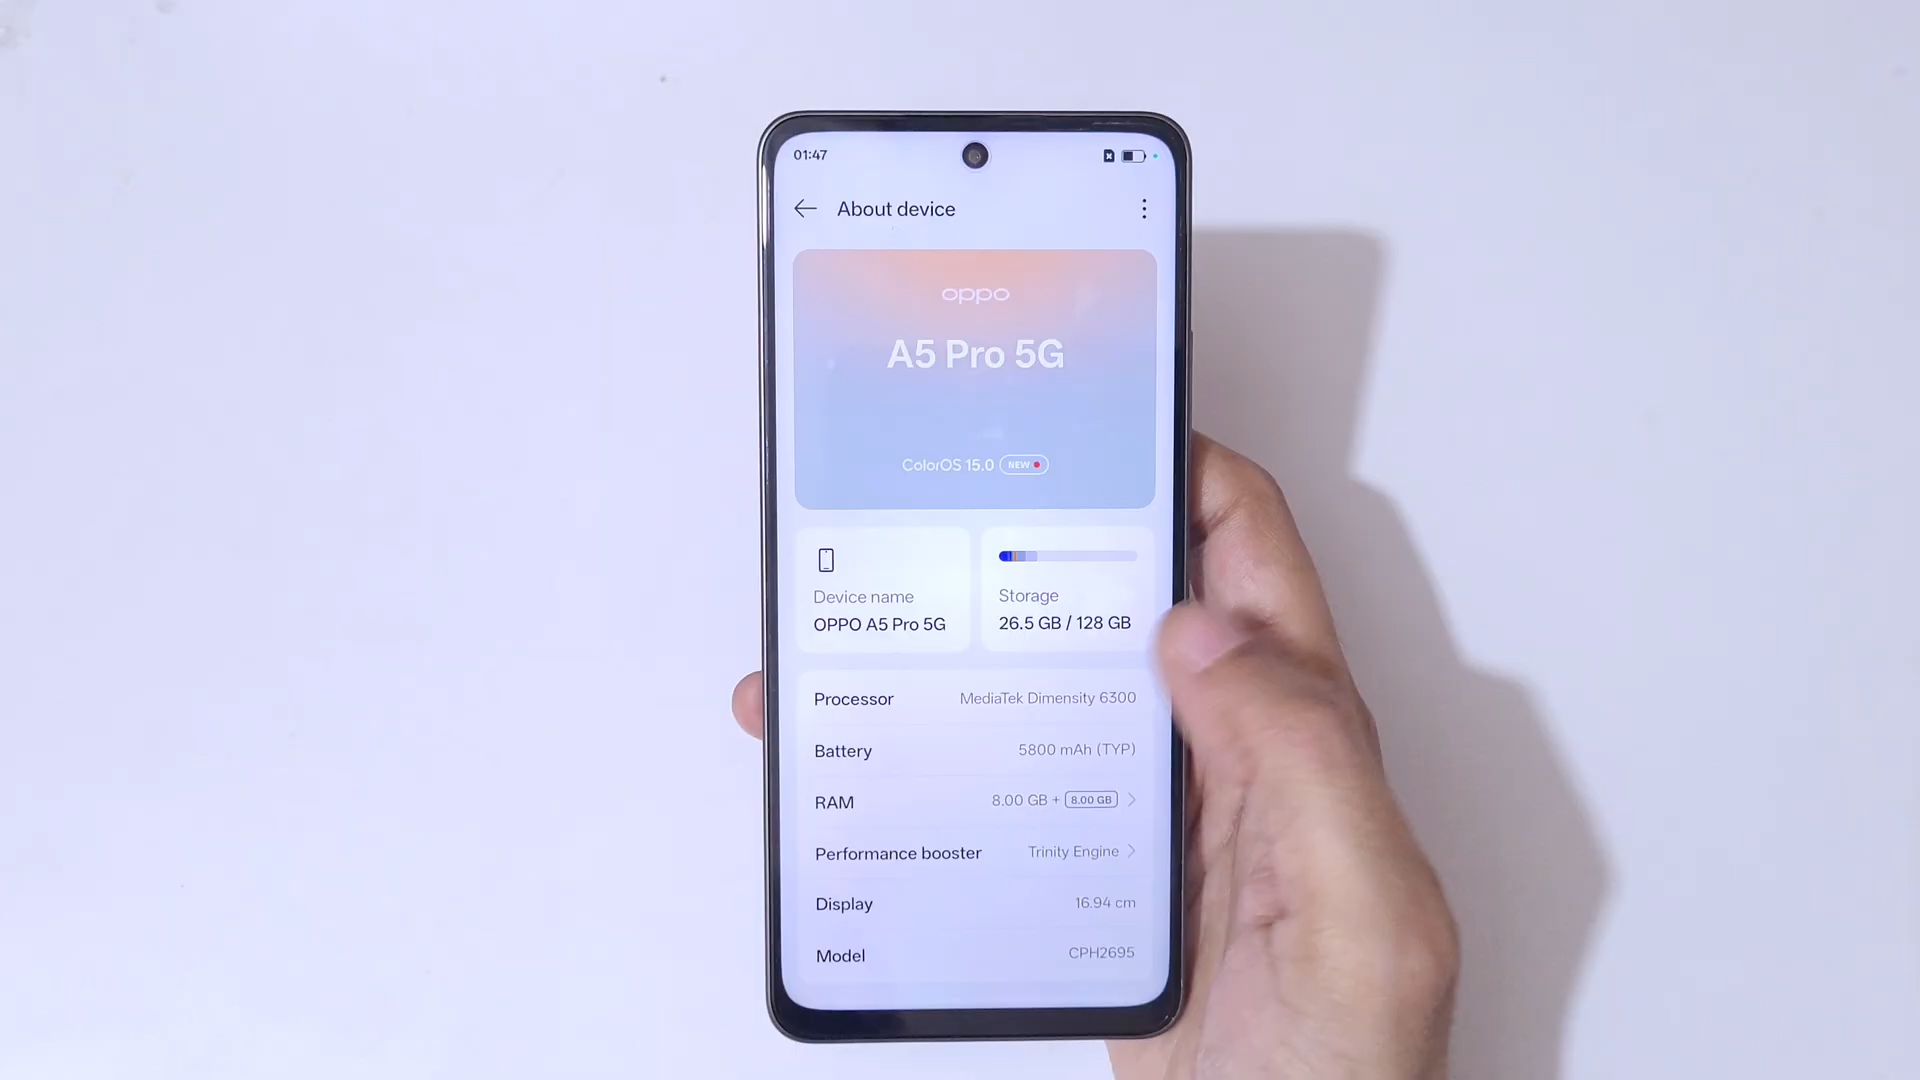 01:47
About device
oppo
A5 Pro 5G
ColorOS 15.0 NEW
Device name
OPPO A5 Pro 5G
Storage
26.5 GB / 128 GB
Processor MediaTek Dimensity 6300
Battery 5800 mAh (TYP)
RAM 8.00 GB + 8.00 GB
Performance booster Trinity Engine
Display 16.94 cm
Model CPH2695